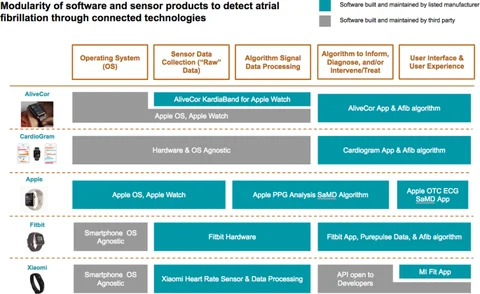 Modularity of software and sensor products to detect atrial
fibrillation through connected technologies
Software built and maintained by listed manufacturer
Software built and maintained by third party
Operating System
(OS)
Sensor Data
Collection ("Raw"
Data)
Algorithm Signal
Data Processing
Algorithm to Inform,
Diagnose, and/or
Intervene/Treat
User Interface &
User Experience
AliveCor
AliveCor KardiaBand for Apple Watch
Apple OS, Apple Watch
AliveCor App & Afib algorithm
CardioGram
Hardware & OS Agnostic
Cardiogram App & Afib algorithm
Apple
Apple OS, Apple Watch
Apple PPG Analysis SaMD Algorithm
Apple OTC ECG
SaMD App
Fitbit
Smartphone OS
Agnostic
Fitbit Hardware
Fitbit App, Purepulse Data, & Afib algorithm
Xiaomi
Smartphone OS
Agnostic
Xiaomi Heart Rate Sensor & Data Processing
API open to
Developers
MI Fit App